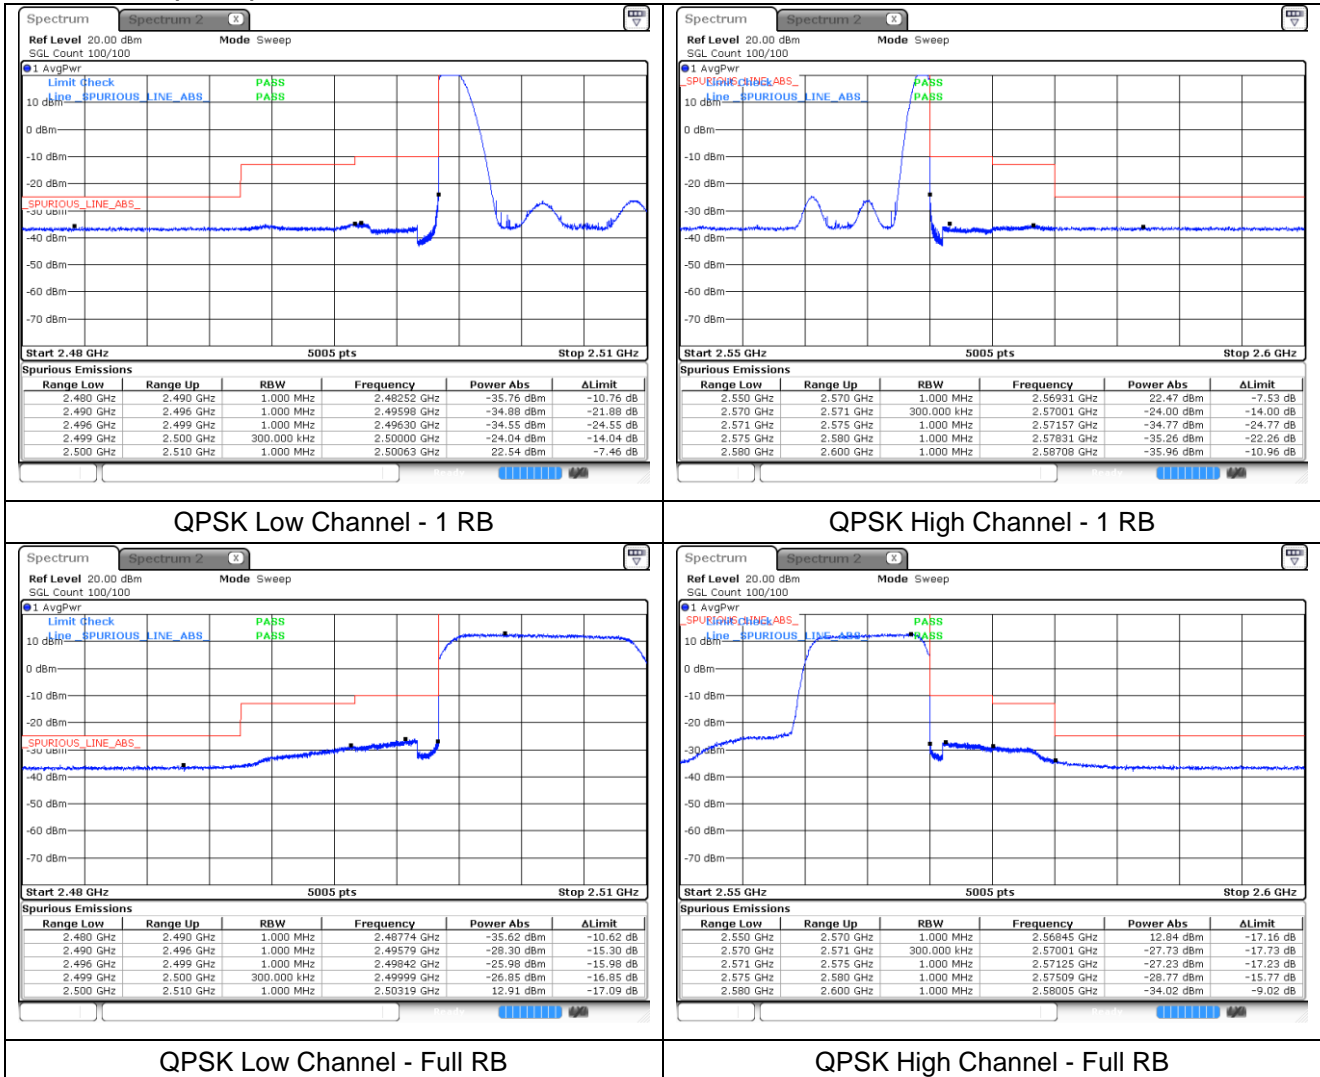 Spectrum Spectrum 2 X
Ref Level 20.00 dBm Mode Sweep
SGL Count 100/100
1 AvgPwr
Limit Check PASS
10 dBm Line _SPURIOUS_LINE_ABS_ PASS
0 dBm
-10 dBm
-20 dBm
_SPURIOUS_LINE_ABS_
-30 dBm
-40 dBm
-50 dBm
-60 dBm
-70 dBm
Start 2.48 GHz 5005 pts Stop 2.51 GHz
Spurious Emissions
Range Low Range Up RBW Frequency Power Abs ΔLimit
2.480 GHz 2.490 GHz 1.000 MHz 2.48252 GHz -35.76 dBm -10.76 dB
2.490 GHz 2.496 GHz 1.000 MHz 2.49598 GHz -34.88 dBm -21.88 dB
2.496 GHz 2.499 GHz 1.000 MHz 2.49630 GHz -34.55 dBm -24.55 dB
2.499 GHz 2.500 GHz 300.000 kHz 2.50000 GHz -24.04 dBm -14.04 dB
2.500 GHz 2.510 GHz 1.000 MHz 2.50063 GHz 22.54 dBm -7.46 dB
QPSK Low Channel - 1 RB
Spectrum Spectrum 2 X
Ref Level 20.00 dBm Mode Sweep
SGL Count 100/100
1 AvgPwr
_SPURIOUS_LINE_ABS_
Limit Check PASS
10 dBm Line _SPURIOUS_LINE_ABS_ PASS
0 dBm
-10 dBm
-20 dBm
-30 dBm
-40 dBm
-50 dBm
-60 dBm
-70 dBm
Start 2.55 GHz 5005 pts Stop 2.6 GHz
Spurious Emissions
Range Low Range Up RBW Frequency Power Abs ΔLimit
2.550 GHz 2.570 GHz 1.000 MHz 2.56931 GHz 22.47 dBm -7.53 dB
2.570 GHz 2.571 GHz 300.000 kHz 2.57001 GHz -24.00 dBm -14.00 dB
2.571 GHz 2.575 GHz 1.000 MHz 2.57157 GHz -34.77 dBm -24.77 dB
2.575 GHz 2.580 GHz 1.000 MHz 2.57831 GHz -35.26 dBm -22.26 dB
2.580 GHz 2.600 GHz 1.000 MHz 2.58708 GHz -35.96 dBm -10.96 dB
QPSK High Channel - 1 RB
Spectrum Spectrum 2 X
Ref Level 20.00 dBm Mode Sweep
SGL Count 100/100
1 AvgPwr
Limit Check PASS
10 dBm Line _SPURIOUS_LINE_ABS_ PASS
0 dBm
-10 dBm
-20 dBm
_SPURIOUS_LINE_ABS_
-30 dBm
-40 dBm
-50 dBm
-60 dBm
-70 dBm
Start 2.48 GHz 5005 pts Stop 2.51 GHz
Spurious Emissions
Range Low Range Up RBW Frequency Power Abs ΔLimit
2.480 GHz 2.490 GHz 1.000 MHz 2.48774 GHz -35.62 dBm -10.62 dB
2.490 GHz 2.496 GHz 1.000 MHz 2.49579 GHz -28.30 dBm -15.30 dB
2.496 GHz 2.499 GHz 1.000 MHz 2.49842 GHz -25.98 dBm -15.98 dB
2.499 GHz 2.500 GHz 300.000 kHz 2.49999 GHz -26.85 dBm -16.85 dB
2.500 GHz 2.510 GHz 1.000 MHz 2.50319 GHz 12.91 dBm -17.09 dB
QPSK Low Channel - Full RB
Spectrum Spectrum 2 X
Ref Level 20.00 dBm Mode Sweep
SGL Count 100/100
1 AvgPwr
_SPURIOUS_LINE_ABS_
Limit Check PASS
10 dBm Line _SPURIOUS_LINE_ABS_ PASS
0 dBm
-10 dBm
-20 dBm
-30 dBm
-40 dBm
-50 dBm
-60 dBm
-70 dBm
Start 2.55 GHz 5005 pts Stop 2.6 GHz
Spurious Emissions
Range Low Range Up RBW Frequency Power Abs ΔLimit
2.550 GHz 2.570 GHz 1.000 MHz 2.56845 GHz 12.84 dBm -17.16 dB
2.570 GHz 2.571 GHz 300.000 kHz 2.57001 GHz -27.73 dBm -17.73 dB
2.571 GHz 2.575 GHz 1.000 MHz 2.57125 GHz -27.23 dBm -17.23 dB
2.575 GHz 2.580 GHz 1.000 MHz 2.57509 GHz -28.77 dBm -15.77 dB
2.580 GHz 2.600 GHz 1.000 MHz 2.58005 GHz -34.02 dBm -9.02 dB
QPSK High Channel - Full RB